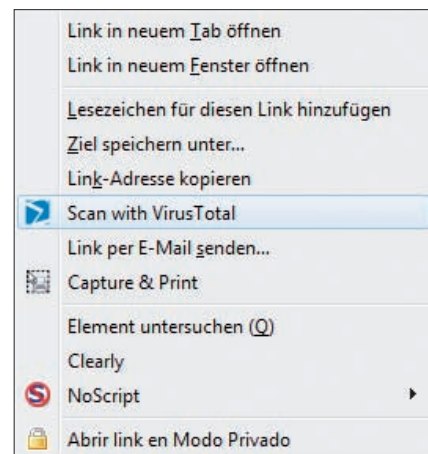 Link in neuem Tab öffnen
Link in neuem Fenster öffnen
Lesezeichen für diesen Link hinzufügen
Ziel speichern unter...
Link-Adresse kopieren
Scan with VirusTotal
Link per E-Mail senden...
Capture & Print
Element untersuchen (Q)
Clearly
NoScript
Abrir link en Modo Privado